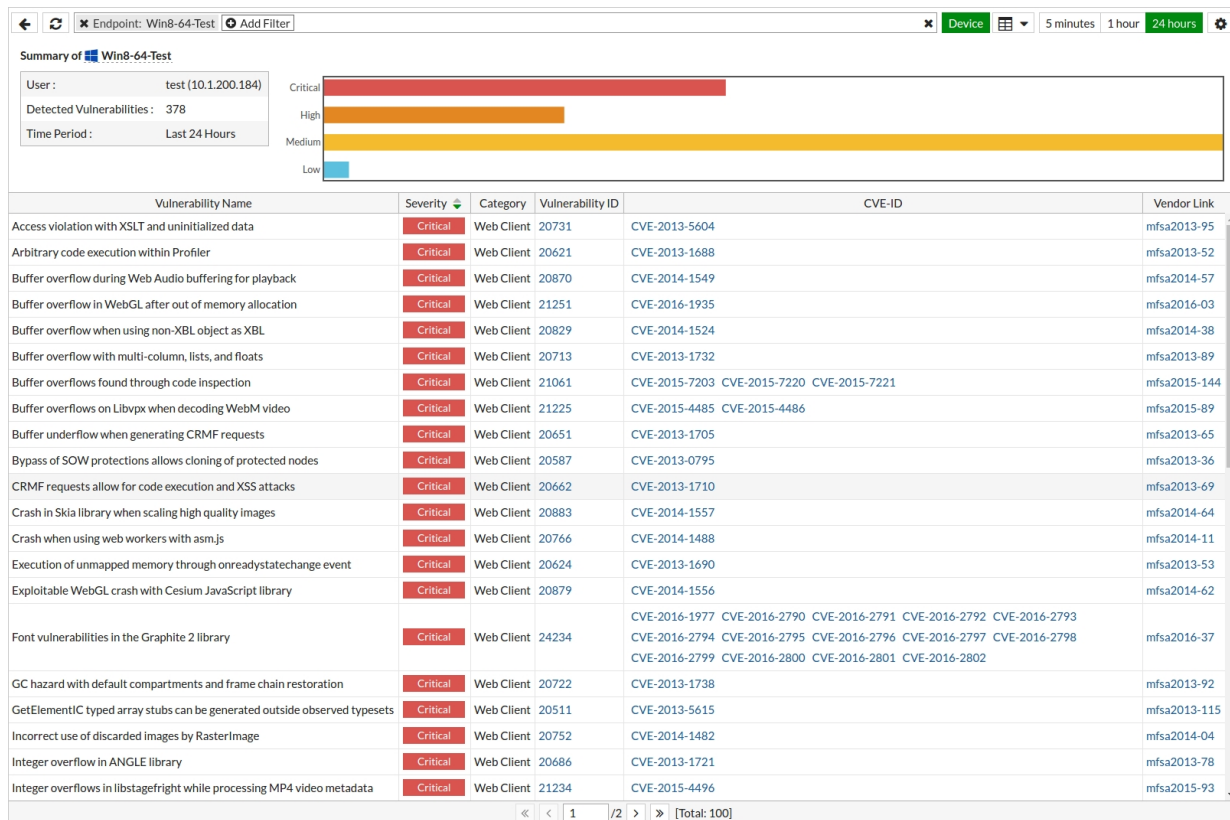 Endpoint: Win8-64-Test Add Filter Device 5 minutes 1 hour 24 hours
Summary of Win8-64-Test
User : test (10.1.200.184)
Detected Vulnerabilities : 378
Time Period : Last 24 Hours
Critical
High
Medium
Low
Vulnerability Name Severity Category Vulnerability ID CVE-ID Vendor Link
Access violation with XSLT and uninitialized data Critical Web Client 20731 CVE-2013-5604 mfsa2013-95
Arbitrary code execution within Profiler Critical Web Client 20621 CVE-2013-1688 mfsa2013-52
Buffer overflow during Web Audio buffering for playback Critical Web Client 20870 CVE-2014-1549 mfsa2014-57
Buffer overflow in WebGL after out of memory allocation Critical Web Client 21251 CVE-2016-1935 mfsa2016-03
Buffer overflow when using non-XBL object as XBL Critical Web Client 20829 CVE-2014-1524 mfsa2014-38
Buffer overflow with multi-column, lists, and floats Critical Web Client 20713 CVE-2013-1732 mfsa2013-89
Buffer overflows found through code inspection Critical Web Client 21061 CVE-2015-7203 CVE-2015-7220 CVE-2015-7221 mfsa2015-144
Buffer overflows on Libvpx when decoding WebM video Critical Web Client 21225 CVE-2015-4485 CVE-2015-4486 mfsa2015-89
Buffer underflow when generating CRMF requests Critical Web Client 20651 CVE-2013-1705 mfsa2013-65
Bypass of SOW protections allows cloning of protected nodes Critical Web Client 20587 CVE-2013-0795 mfsa2013-36
CRMF requests allow for code execution and XSS attacks Critical Web Client 20662 CVE-2013-1710 mfsa2013-69
Crash in Skia library when scaling high quality images Critical Web Client 20883 CVE-2014-1557 mfsa2014-64
Crash when using web workers with asm.js Critical Web Client 20766 CVE-2014-1488 mfsa2014-11
Execution of unmapped memory through onreadystatechange event Critical Web Client 20624 CVE-2013-1690 mfsa2013-53
Exploitable WebGL crash with Cesium JavaScript library Critical Web Client 20879 CVE-2014-1556 mfsa2014-62
CVE-2016-1977 CVE-2016-2790 CVE-2016-2791 CVE-2016-2792 CVE-2016-2793
Font vulnerabilities in the Graphite 2 library Critical Web Client 24234 CVE-2016-2794 CVE-2016-2795 CVE-2016-2796 CVE-2016-2797 CVE-2016-2798 mfsa2016-37
CVE-2016-2799 CVE-2016-2800 CVE-2016-2801 CVE-2016-2802
GC hazard with default compartments and frame chain restoration Critical Web Client 20722 CVE-2013-1738 mfsa2013-92
GetElementIC typed array stubs can be generated outside observed typesets Critical Web Client 20511 CVE-2013-5615 mfsa2013-115
Incorrect use of discarded images by RasterImage Critical Web Client 20752 CVE-2014-1482 mfsa2014-04
Integer overflow in ANGLE library Critical Web Client 20686 CVE-2013-1721 mfsa2013-78
Integer overflows in libstagefright while processing MP4 video metadata Critical Web Client 21234 CVE-2015-4496 mfsa2015-93
« < 1 /2 > » [Total: 100]